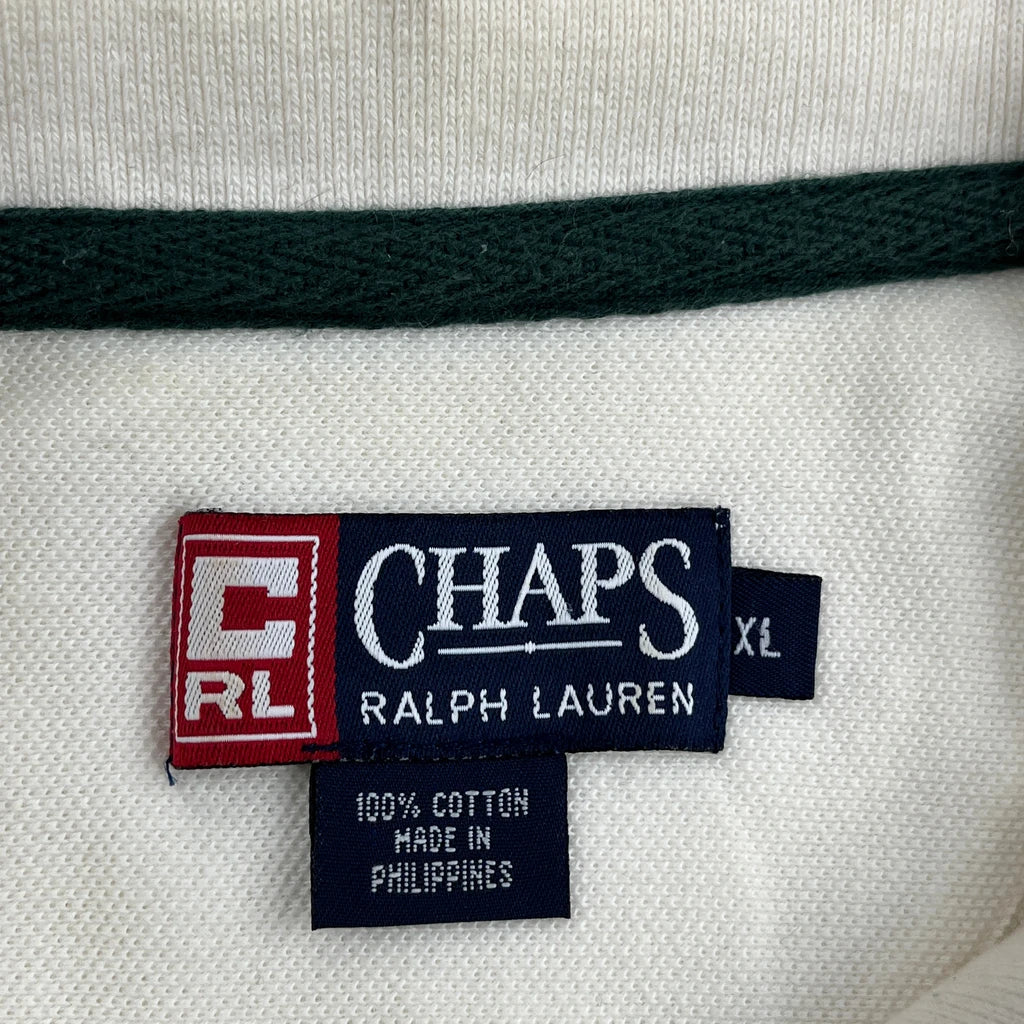 C
RL
CHAPS
RALPH LAUREN
XL
100% COTTON
MADE IN
PHILIPPINES